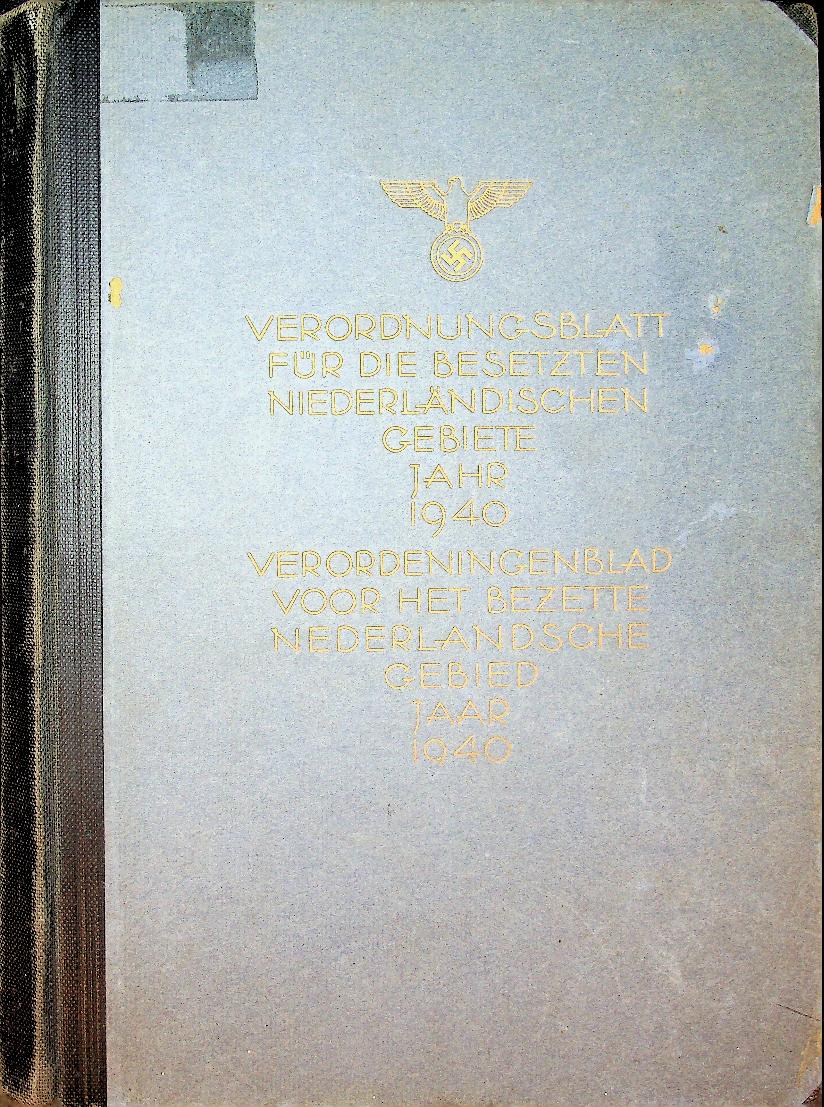 VERORDNUNGSBLATT
FÜR DIE BESETZTEN
NIEDERLÄNDISCHEN
GEBIETE
JAHR
1940
VERORDENINGENBLAD
VOOR HET BEZETTE
NEDERLANDSCHE
GEBIED
JAAR
1940